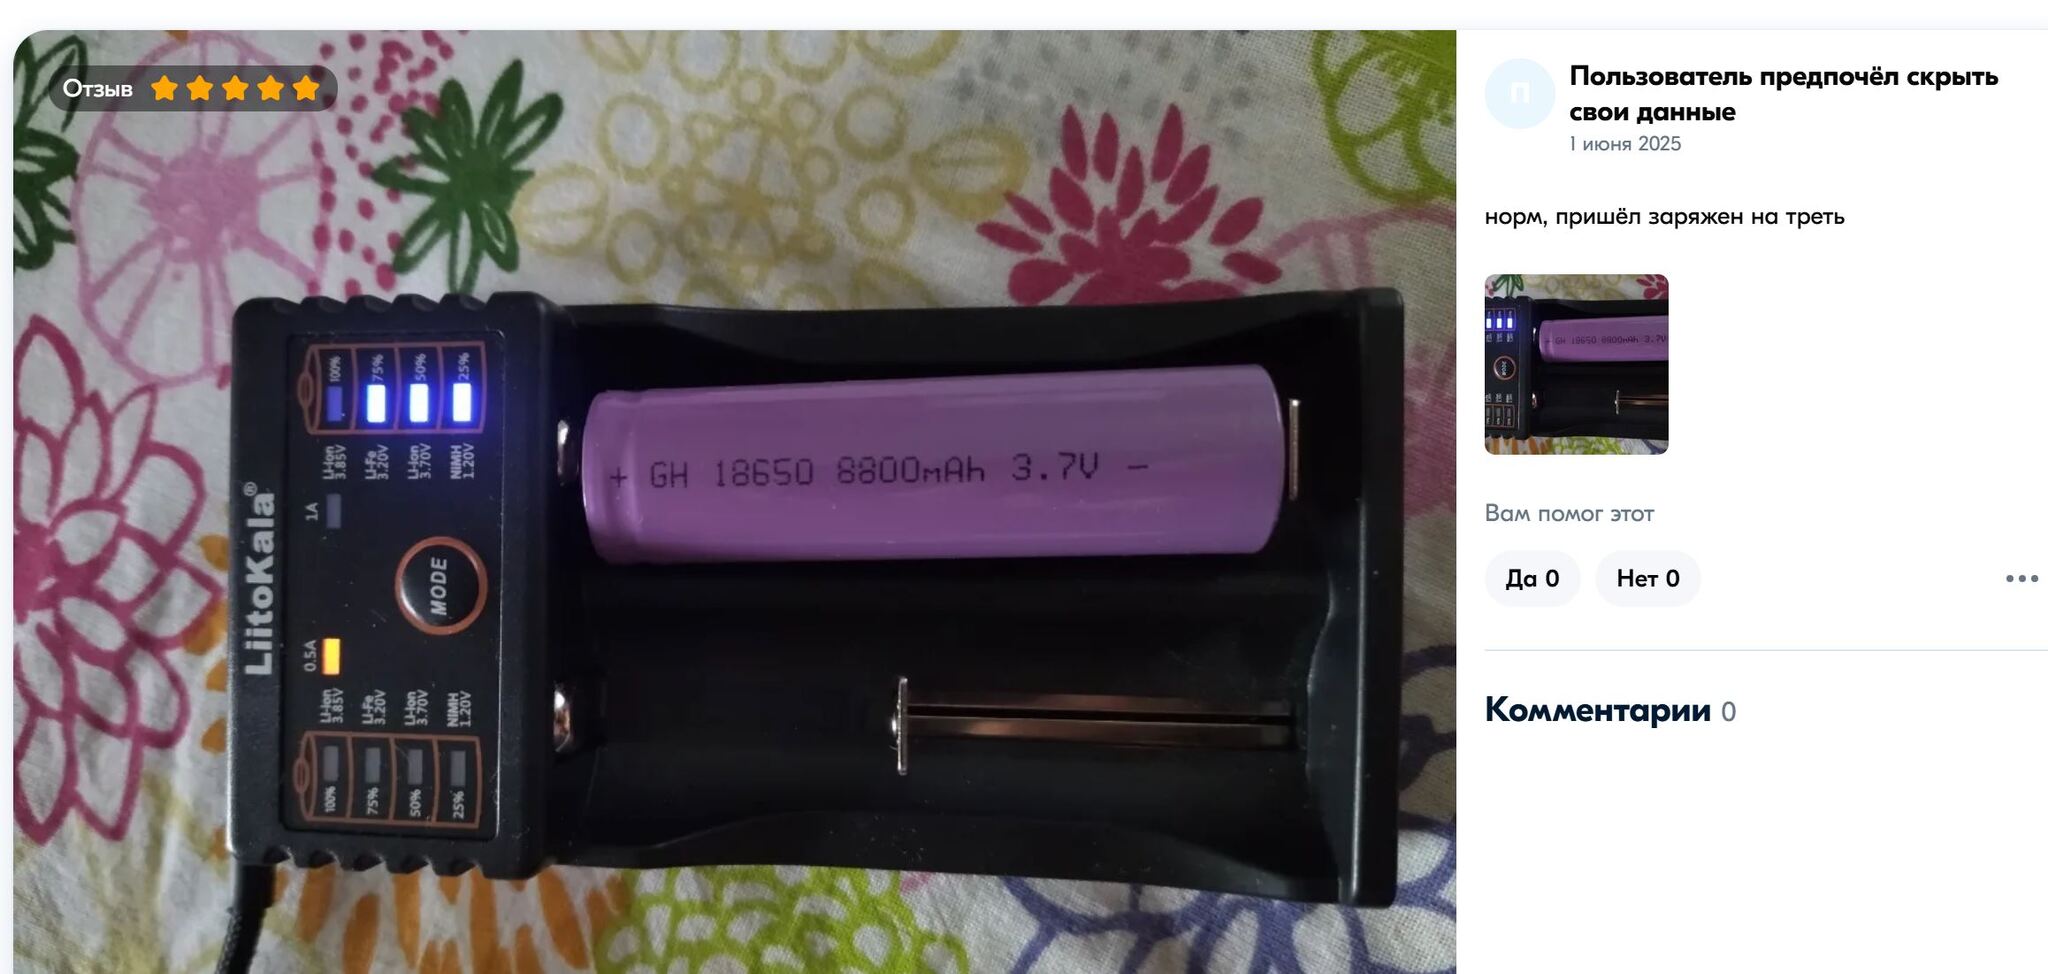 Отзыв
Пользователь предпочёл скрыть
свои данные
1 июня 2025
П
норм, пришёл заряжен на треть
Вам помог этот
Да 0
Нет 0
Комментарии 0
LiitoKala®
100%
75%
50%
25%
Li-ion
3.85V
Li-Fe
3.20V
Li-ion
3.70V
NIMH
1.20V
1A
MODE
0.5A
Li-ion
3.85V
Li-Fe
3.20V
Li-ion
3.70V
NIMH
1.20V
100%
75%
50%
25%
+ GH 18650 8800mAh 3.7V -